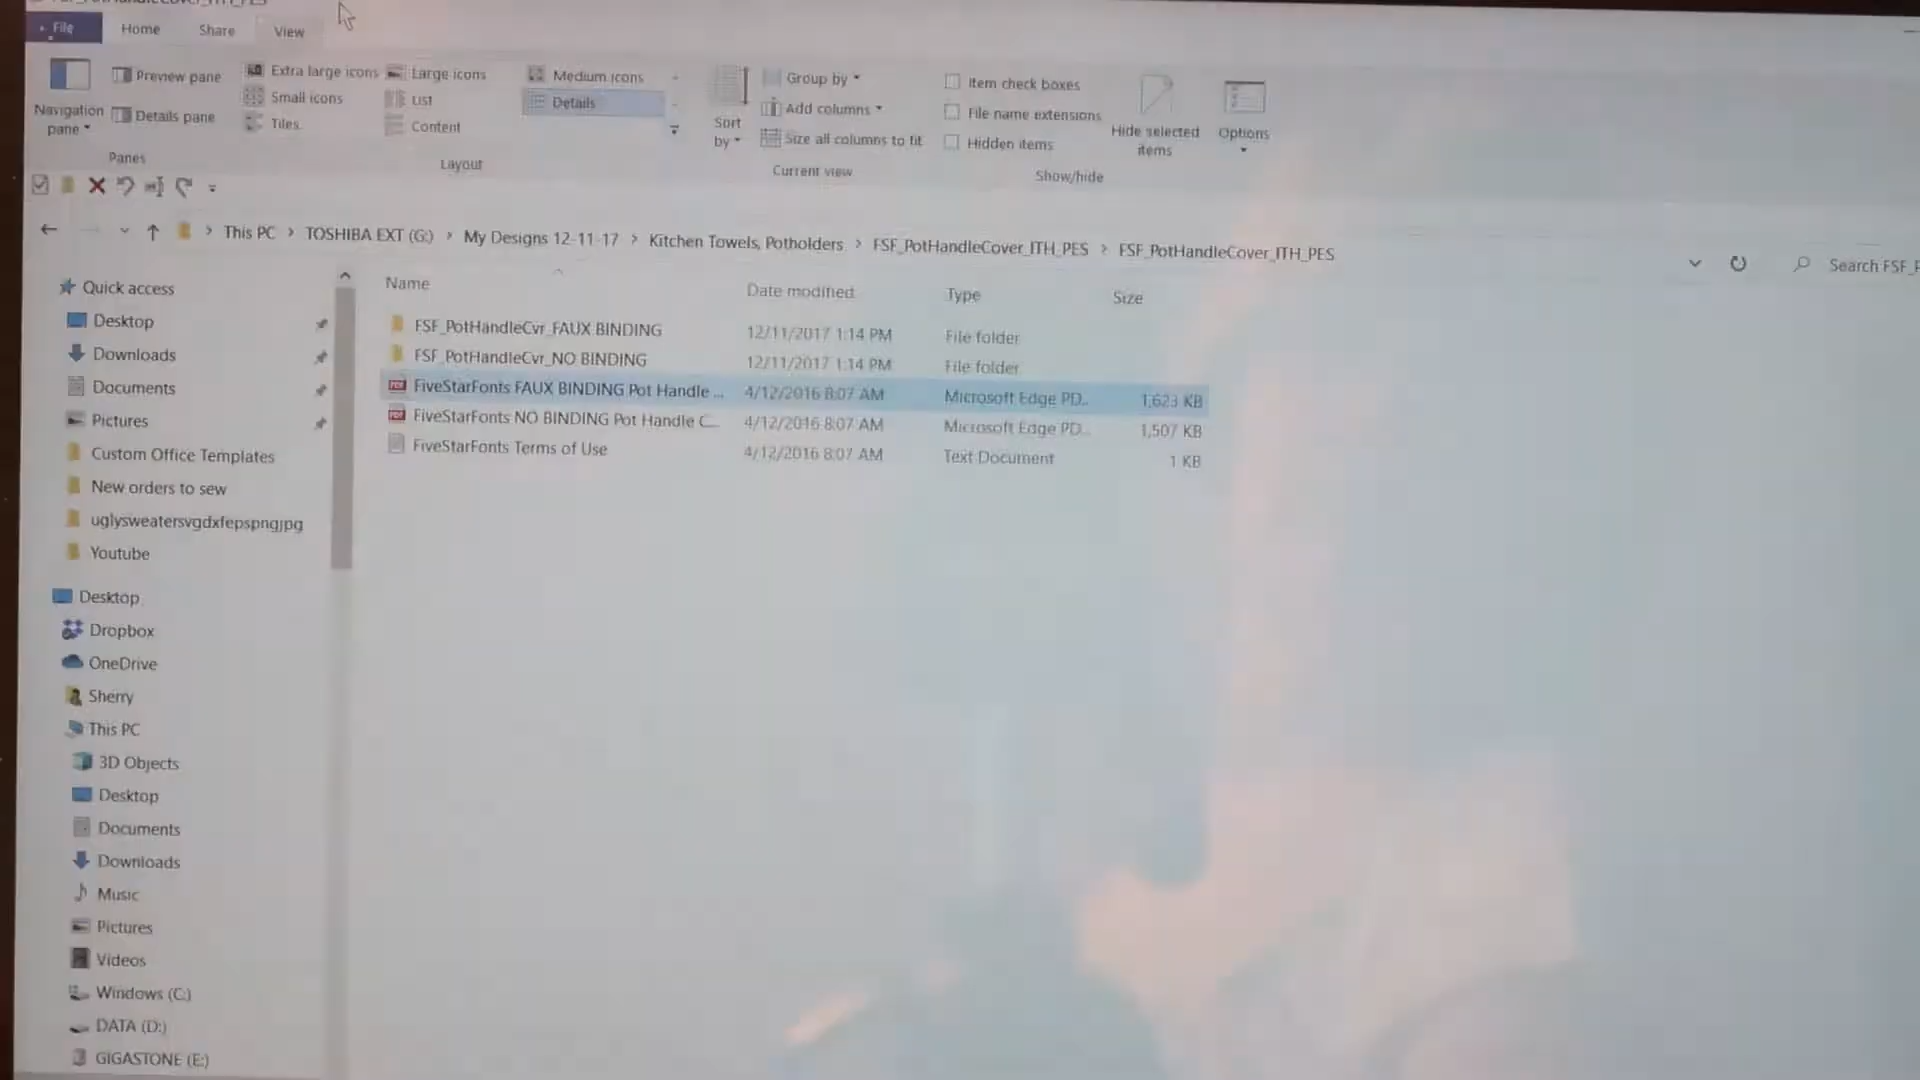 File Home Share View
Navigation pane
Preview pane
Details pane
Extra large icons Large icons Medium icons
Small icons List Details
Tiles Content
Panes
Layout
Sort by
Group by
Add columns
Size all columns to fit
Current view
Item check boxes
File name extensions
Hidden items
Hide selected items
Options
Show/hide
This PC > TOSHIBA EXT (G:) > My Designs 12-11-17 > Kitchen Towels, Potholders > FSF_PotHandleCover_ITH_PES > FSF_PotHandleCover_ITH_PES
Search FSF_P
Name Date modified Type Size
FSF_PotHandleCvr_FAUX BINDING 12/11/2017 1:14 PM File folder
FSF_PotHandleCvr_NO BINDING 12/11/2017 1:14 PM File folder
FiveStarFonts FAUX BINDING Pot Handle ... 4/12/2016 8:07 AM Microsoft Edge PD... 1,623 KB
FiveStarFonts NO BINDING Pot Handle C... 4/12/2016 8:07 AM Microsoft Edge PD... 1,507 KB
FiveStarFonts Terms of Use 4/12/2016 8:07 AM Text Document 1 KB
Quick access
Desktop
Downloads
Documents
Pictures
Custom Office Templates
New orders to sew
uglysweatersvgdxfepspngjpg
Youtube
Desktop
Dropbox
OneDrive
Sherry
This PC
3D Objects
Desktop
Documents
Downloads
Music
Pictures
Videos
Windows (C:)
DATA (D:)
GIGASTONE (E:)